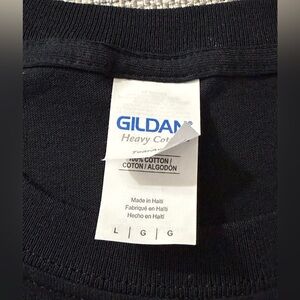 GILDAN®
Heavy Cot
100% COTTON /
COTON / ALGODÓN
Made in Haiti
Fabriqué en Haïti
Hecho en Haití
L | G | G